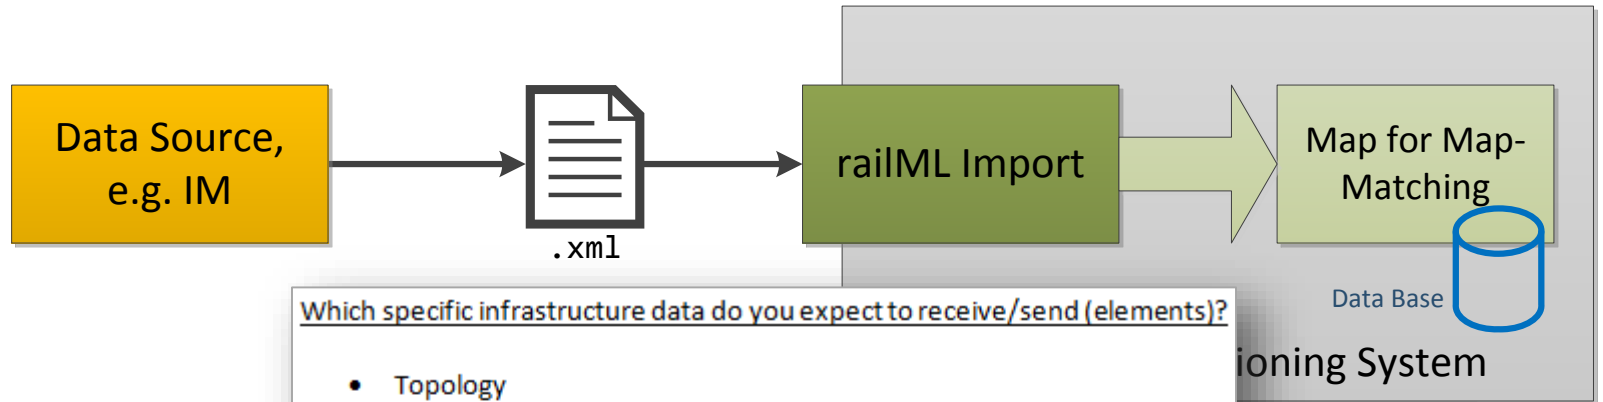 Data Source,
e.g. IM
.xml
railML Import
Map for Map-
Matching
Data Base
Which specific infrastructure data do you expect to receive/send (elements)?
ioning System
• Topology